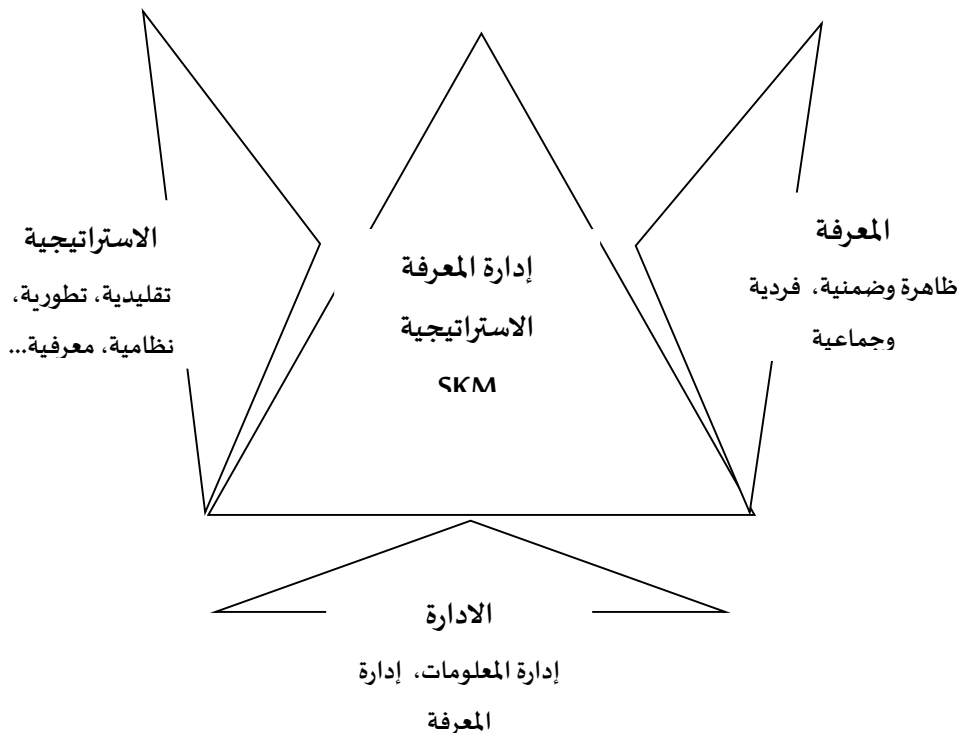 المعرفة
ظاهرة وضمنية، فردية
وجماعية
إدارة المعرفة
الاستراتيجية
SKM
الاستراتيجية
تقليدية، تطورية،
نظامية، معرفية...
الادارة
إدارة المعلومات، إدارة
المعرفة